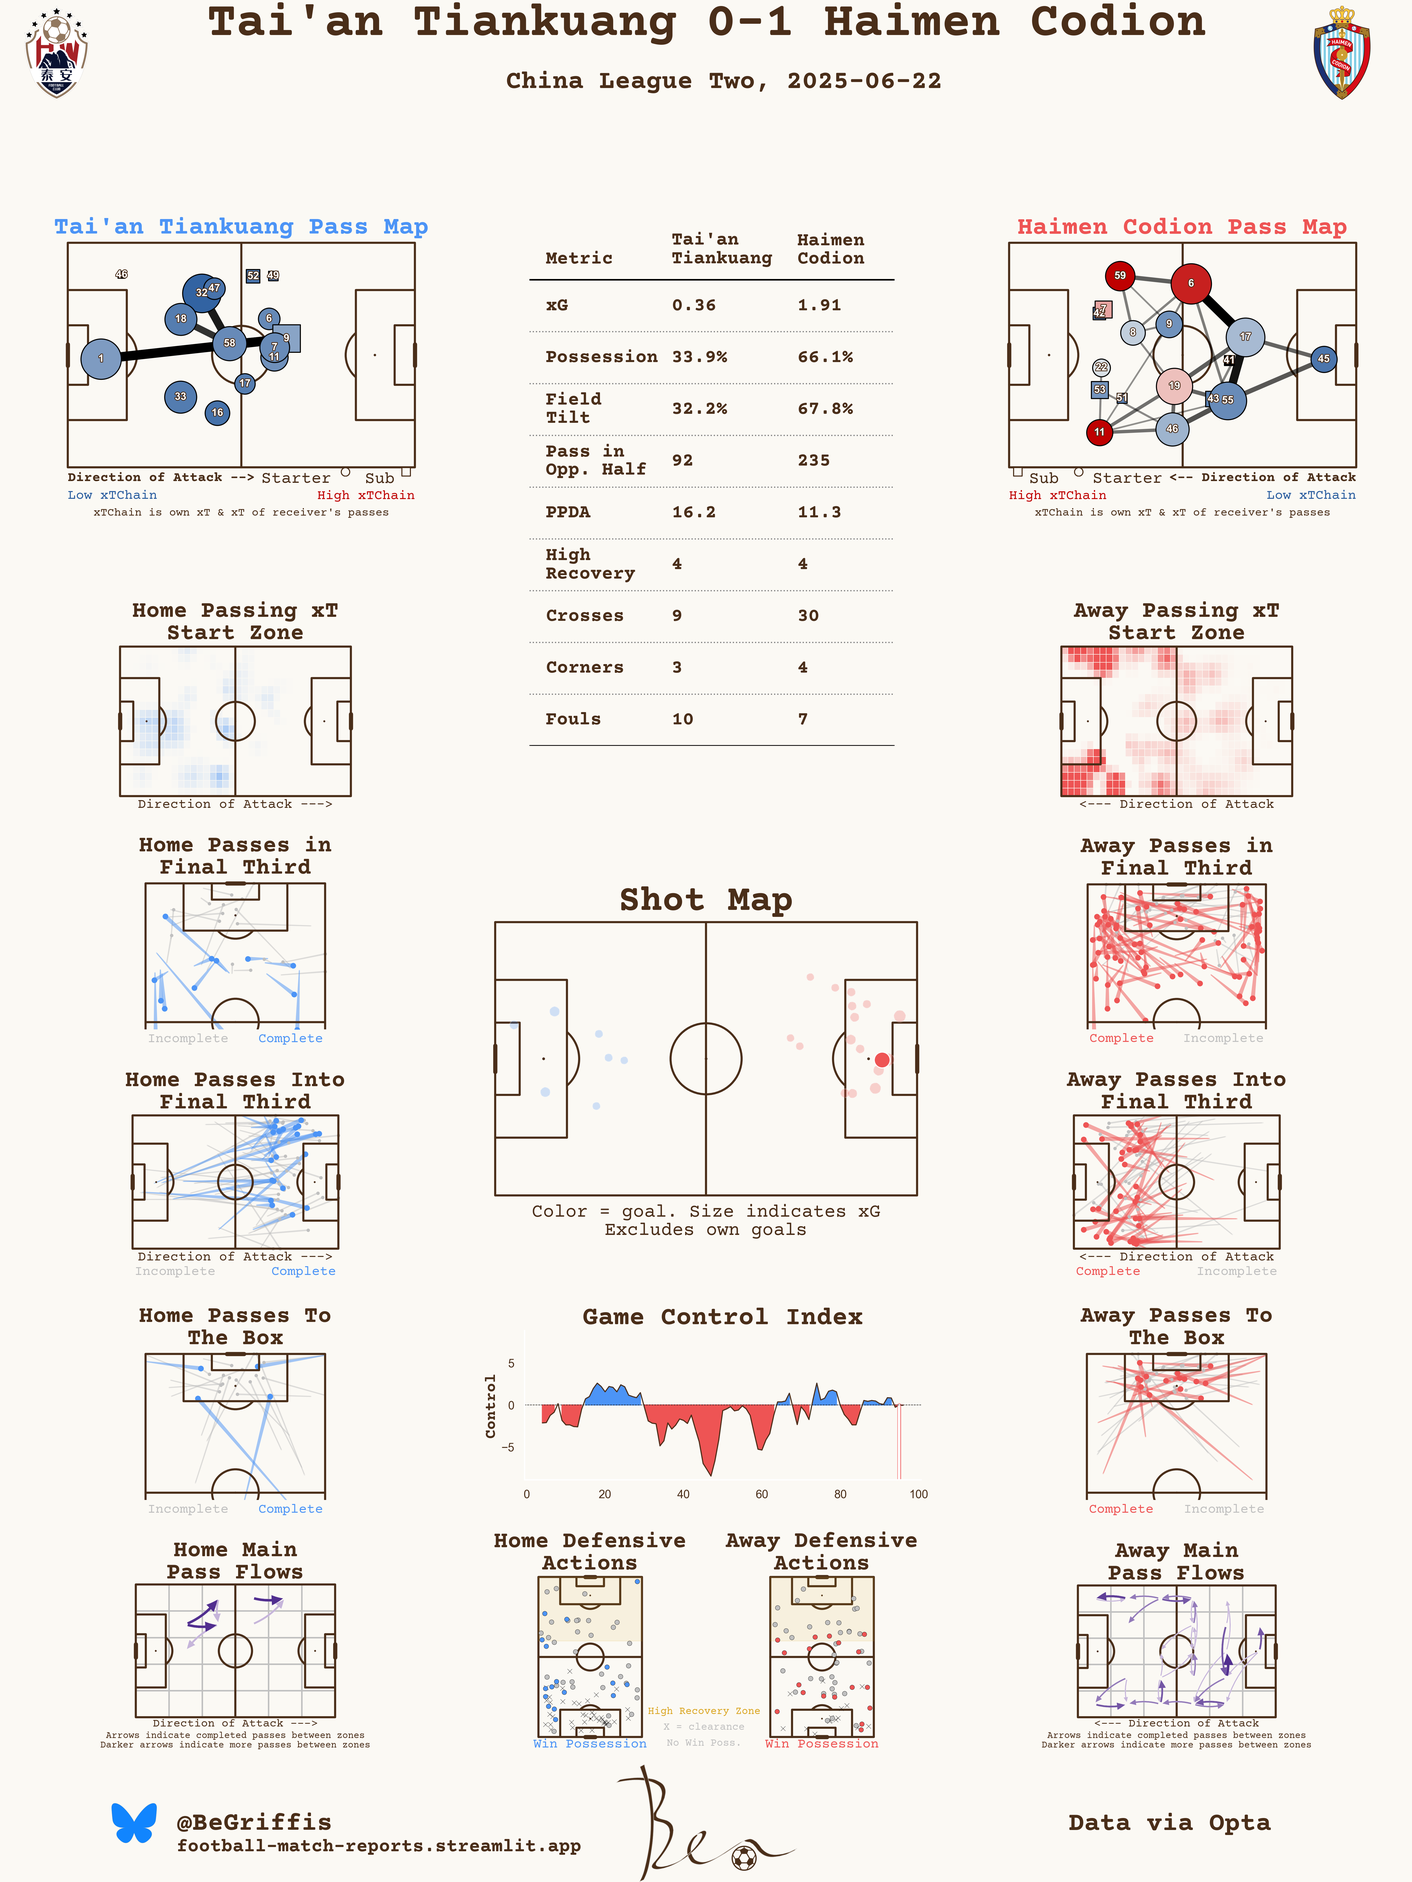 Tai'an Tiankuang 0-1 Haimen Codion
China League Two, 2025-06-22
泰安
HAIMEN
CODION
Tai'an Tiankuang Pass Map
46
52
49
32
47
18
6
9
58
7
11
1
17
33
16
Direction of Attack -->
Starter
Sub
Low xTChain
High xTChain
xTChain is own xT & xT of receiver's passes
Metric
Tai'an
Tiankuang
Haimen
Codion
xG 0.36 1.91
Possession 33.9% 66.1%
Field
Tilt
32.2% 67.8%
Pass in
Opp. Half
92 235
PPDA 16.2 11.3
High
Recovery
4 4
Crosses 9 30
Corners 3 4
Fouls 10 7
Haimen Codion Pass Map
59
6
7
8
9
17
22
41
45
53
51
19
43
55
11
46
Sub
Starter
<-- Direction of Attack
High xTChain
Low xTChain
xTChain is own xT & xT of receiver's passes
Home Passing xT
Start Zone
Direction of Attack --->
Away Passing xT
Start Zone
<--- Direction of Attack
Home Passes in
Final Third
Incomplete
Complete
Shot Map
Color = goal. Size indicates xG
Excludes own goals
Away Passes in
Final Third
Complete
Incomplete
Home Passes Into
Final Third
Direction of Attack --->
Incomplete
Complete
Away Passes Into
Final Third
<--- Direction of Attack
Complete
Incomplete
Home Passes To
The Box
Incomplete
Complete
Game Control Index
Control
5
0
−5
0 20 40 60 80 100
Away Passes To
The Box
Complete
Incomplete
Home Main
Pass Flows
Direction of Attack --->
Arrows indicate completed passes between zones
Darker arrows indicate more passes between zones
Home Defensive
Actions
Win Possession
High Recovery Zone
X = clearance
No Win Poss.
Away Defensive
Actions
Win Possession
Away Main
Pass Flows
<--- Direction of Attack
Arrows indicate completed passes between zones
Darker arrows indicate more passes between zones
@BeGriffis
football-match-reports.streamlit.app
Ben
Data via Opta